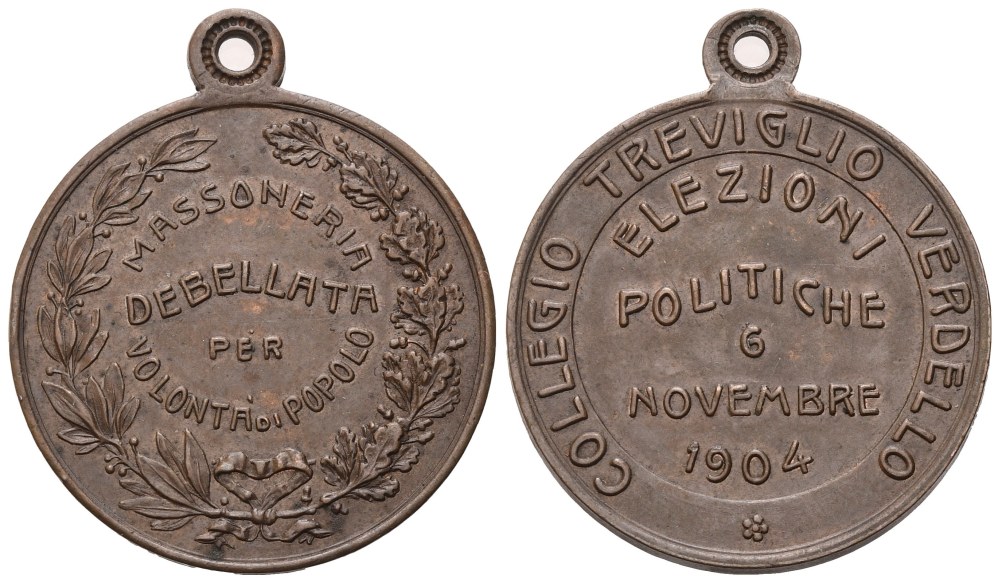 MASSONERIA
DEBELLATA
PER
VOLONTÀ DI POPOLO
COLLEGIO TREVIGLIO VERDELLO
ELEZIONI
POLITICHE
6
NOVEMBRE
1904